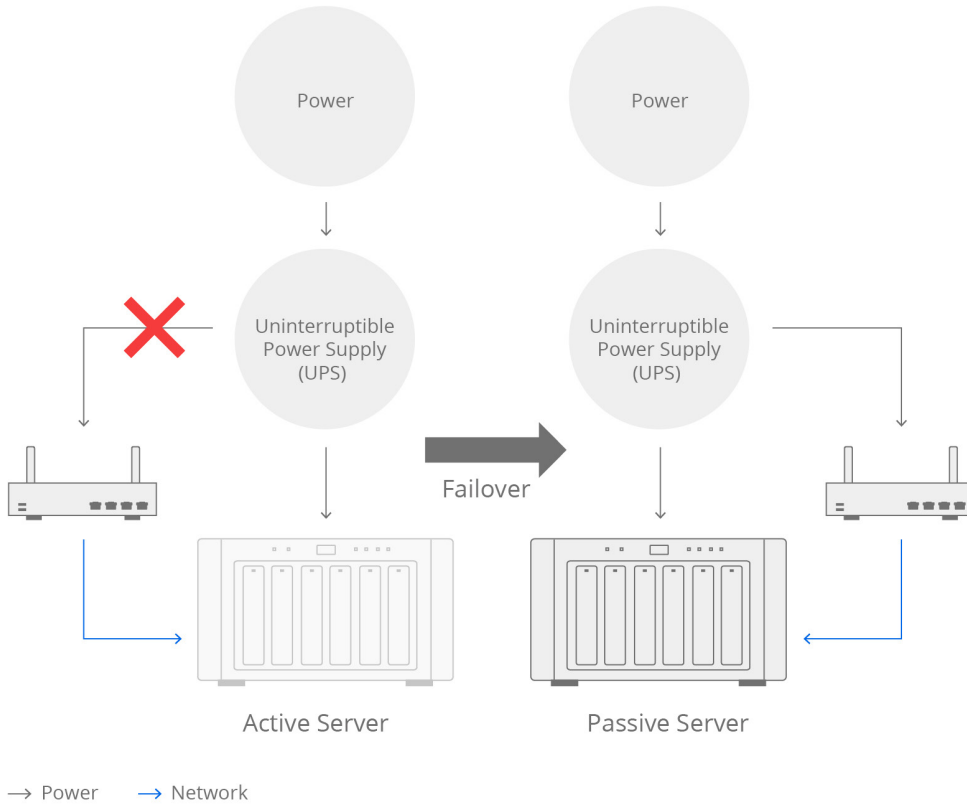 Power
Power
Uninterruptible
Power Supply
(UPS)
Uninterruptible
Power Supply
(UPS)
Failover
Active Server
Passive Server
Power
Network